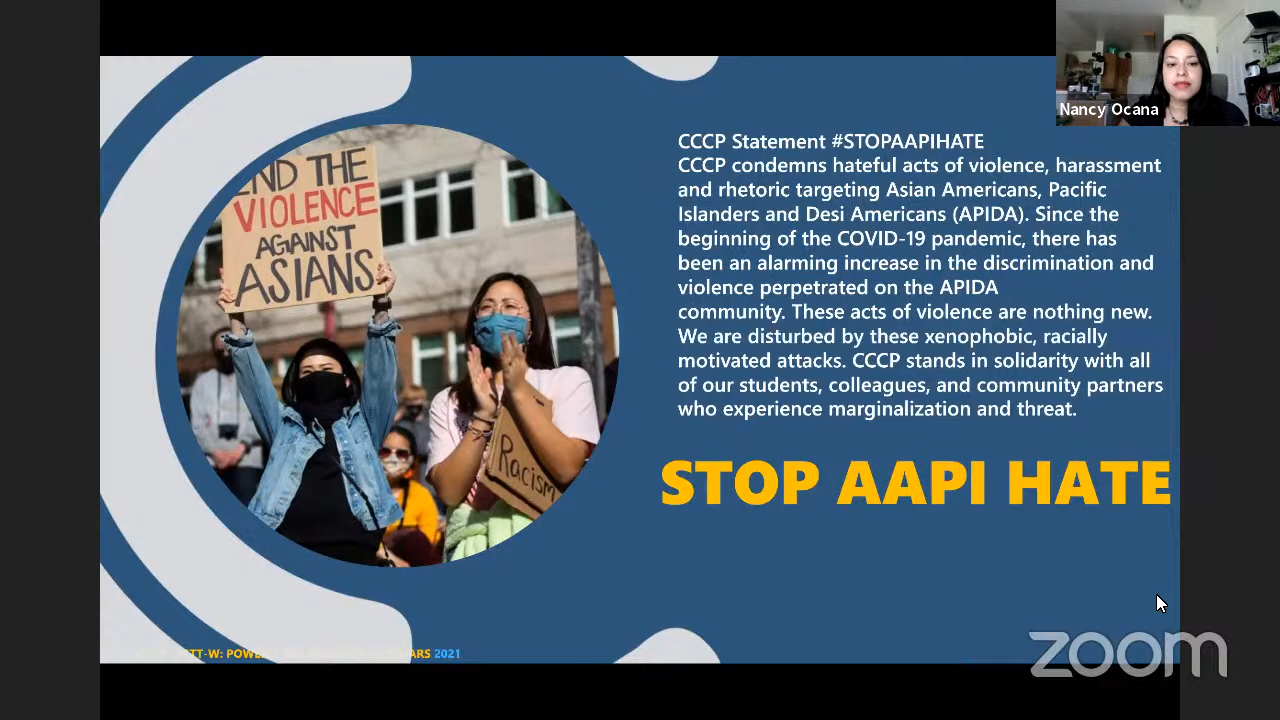 Nancy Ocana
END THE
VIOLENCE
AGAINST
ASIANS
Racism
CCCP Statement #STOPAAPIHATE
CCCP condemns hateful acts of violence, harassment
and rhetoric targeting Asian Americans, Pacific
Islanders and Desi Americans (APIDA). Since the
beginning of the COVID-19 pandemic, there has
been an alarming increase in the discrimination and
violence perpetrated on the APIDA
community. These acts of violence are nothing new.
We are disturbed by these xenophobic, racially
motivated attacks. CCCP stands in solidarity with all
of our students, colleagues, and community partners
who experience marginalization and threat.
STOP AAPI HATE
2021
zoom